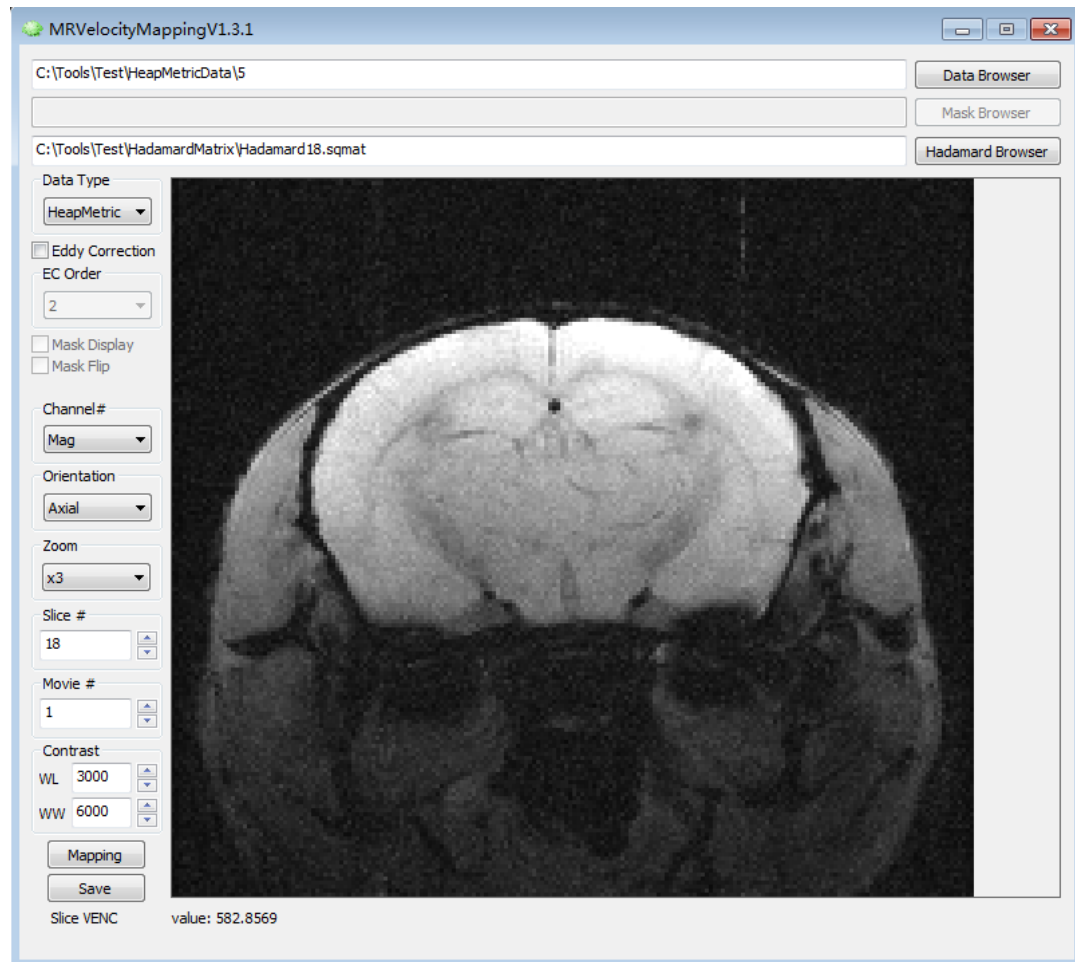 MRVelocityMappingV1.3.1
C:\Tools\Test\HeapMetricData\5
Data Browser
Mask Browser
C:\Tools\Test\HadamardMatrix\Hadamard18.sqmat
Hadamard Browser
Data Type
HeapMetric
Eddy Correction
EC Order
2
Mask Display
Mask Flip
Channel#
Mag
Orientation
Axial
Zoom
x3
Slice #
18
Movie #
1
Contrast
WL 3000
WW 6000
Mapping
Save
Slice VENC
value: 582.8569